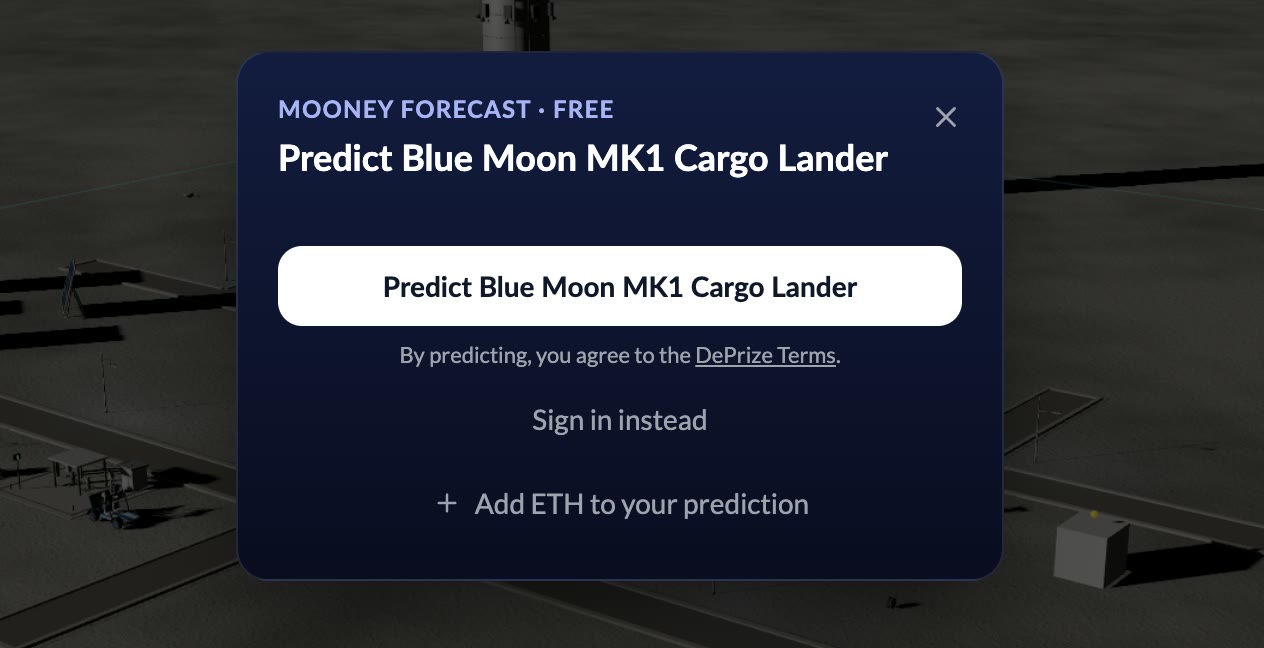 MOONEY FORECAST · FREE
Predict Blue Moon MK1 Cargo Lander
Predict Blue Moon MK1 Cargo Lander
By predicting, you agree to the DePrize Terms.
Sign in instead
+ Add ETH to your prediction